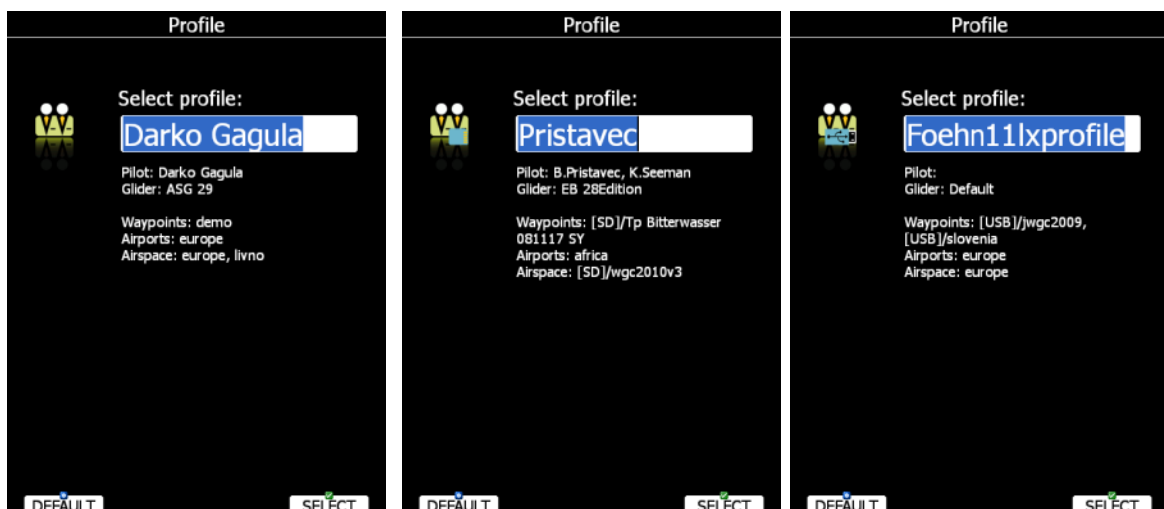 Profile
Select profile:
Darko Gagula
Pilot: Darko Gagula
Glider: ASG 29
Waypoints: demo
Airports: europe
Airspace: europe, livno
DEFAULT
SELECT
Profile
Select profile:
Pristavec
Pilot: B.Pristavec, K.Seeman
Glider: EB 28Edition
Waypoints: [SD]/Tp Bitterwasser
081117 SY
Airports: africa
Airspace: [SD]/wgc2010v3
DEFAULT
SELECT
Profile
Select profile:
Foehn11lxprofile
Pilot:
Glider: Default
Waypoints: [USB]/jwgc2009,
[USB]/slovenia
Airports: europe
Airspace: europe
DEFAULT
SELECT